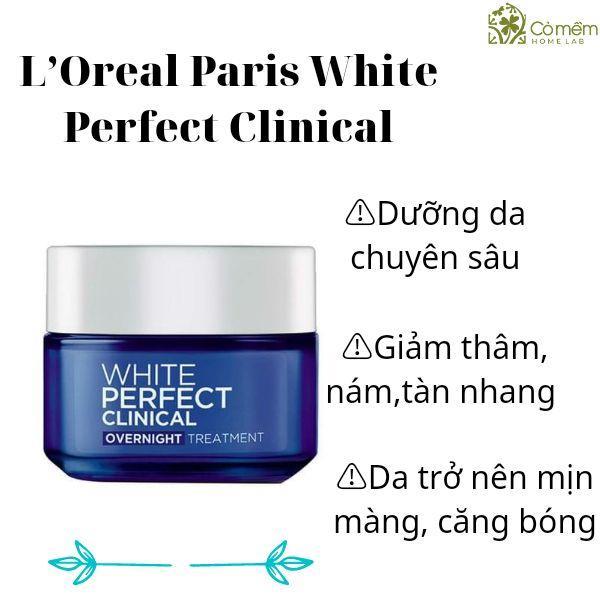 Cỏ mềm
HOME LAB
L’Oreal Paris White
Perfect Clinical
⚠Dưỡng da
chuyên sâu
⚠Giảm thâm,
nám,tàn nhang
⚠Da trở nên mịn
màng, căng bóng
WHITE
PERFECT
CLINICAL
OVERNIGHT TREATMENT